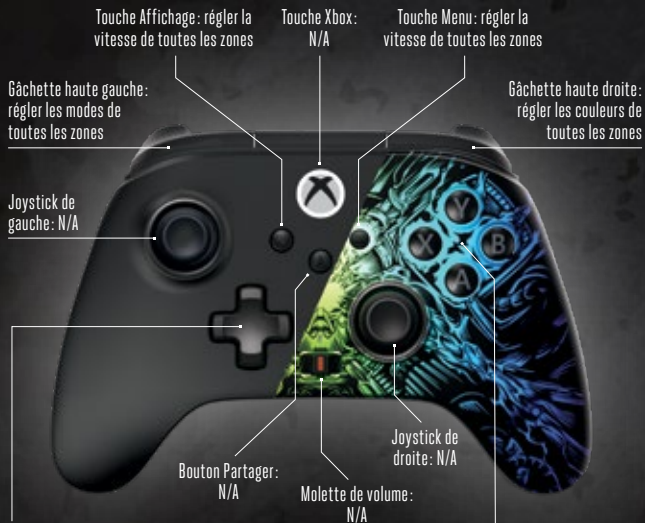 Touche Affichage: régler la
vitesse de toutes les zones
Touche Xbox:
N/A
Touche Menu: régler la
vitesse de toutes les zones
Gâchette haute gauche:
régler les modes de
toutes les zones
Gâchette haute droite:
régler les couleurs de
toutes les zones
Joystick de
gauche: N/A
Y
X
B
A
Joystick de
droite: N/A
Bouton Partager:
N/A
Molette de volume:
N/A